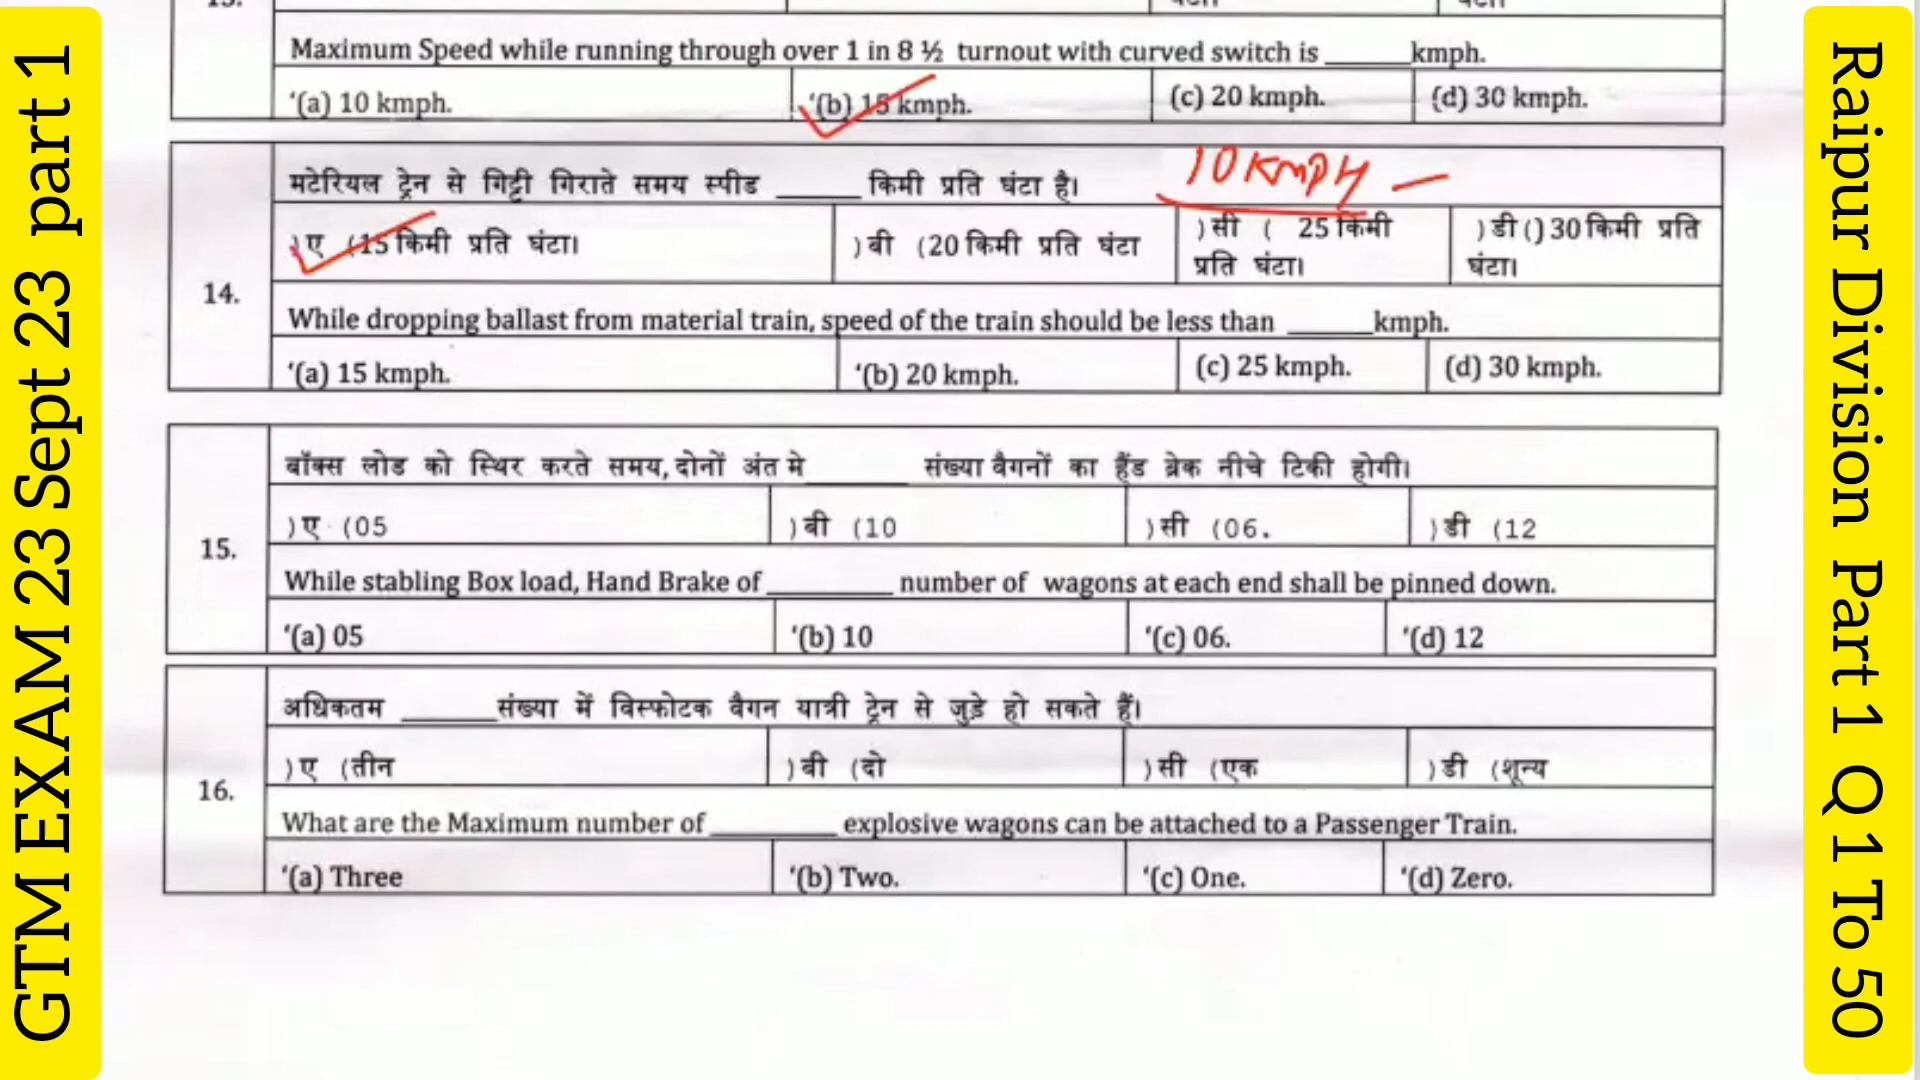 GTM EXAM 23 Sept 23 part 1
Maximum Speed while running through over 1 in 8 ½ turnout with curved switch is ______kmph.
'(a) 10 kmph. '(b) 15 kmph. (c) 20 kmph. (d) 30 kmph.
14.
मटेरियल ट्रेन से गिट्टी गिराते समय स्पीड ______ किमी प्रति घंटा है। 10 KMPH —
)ए (15 किमी प्रति घंटा। )बी (20 किमी प्रति घंटा )सी ( 25 किमी प्रति घंटा। )डी () 30 किमी प्रति घंटा।
While dropping ballast from material train, speed of the train should be less than ______kmph.
'(a) 15 kmph. '(b) 20 kmph. (c) 25 kmph. (d) 30 kmph.
15.
बॉक्स लोड को स्थिर करते समय, दोनों अंत मे_______ संख्या वैगनों का हैंड ब्रेक नीचे टिकी होगी।
)ए (05 )बी (10 )सी (06. )डी (12
While stabling Box load, Hand Brake of_________ number of wagons at each end shall be pinned down.
'(a) 05 '(b) 10 '(c) 06. '(d) 12
16.
अधिकतम _______संख्या में विस्फोटक वैगन यात्री ट्रेन से जुड़े हो सकते हैं।
)ए (तीन )बी (दो )सी (एक )डी (शून्य
What are the Maximum number of _________ explosive wagons can be attached to a Passenger Train.
'(a) Three '(b) Two. '(c) One. '(d) Zero.
Raipur Division Part 1 Q 1 To 50